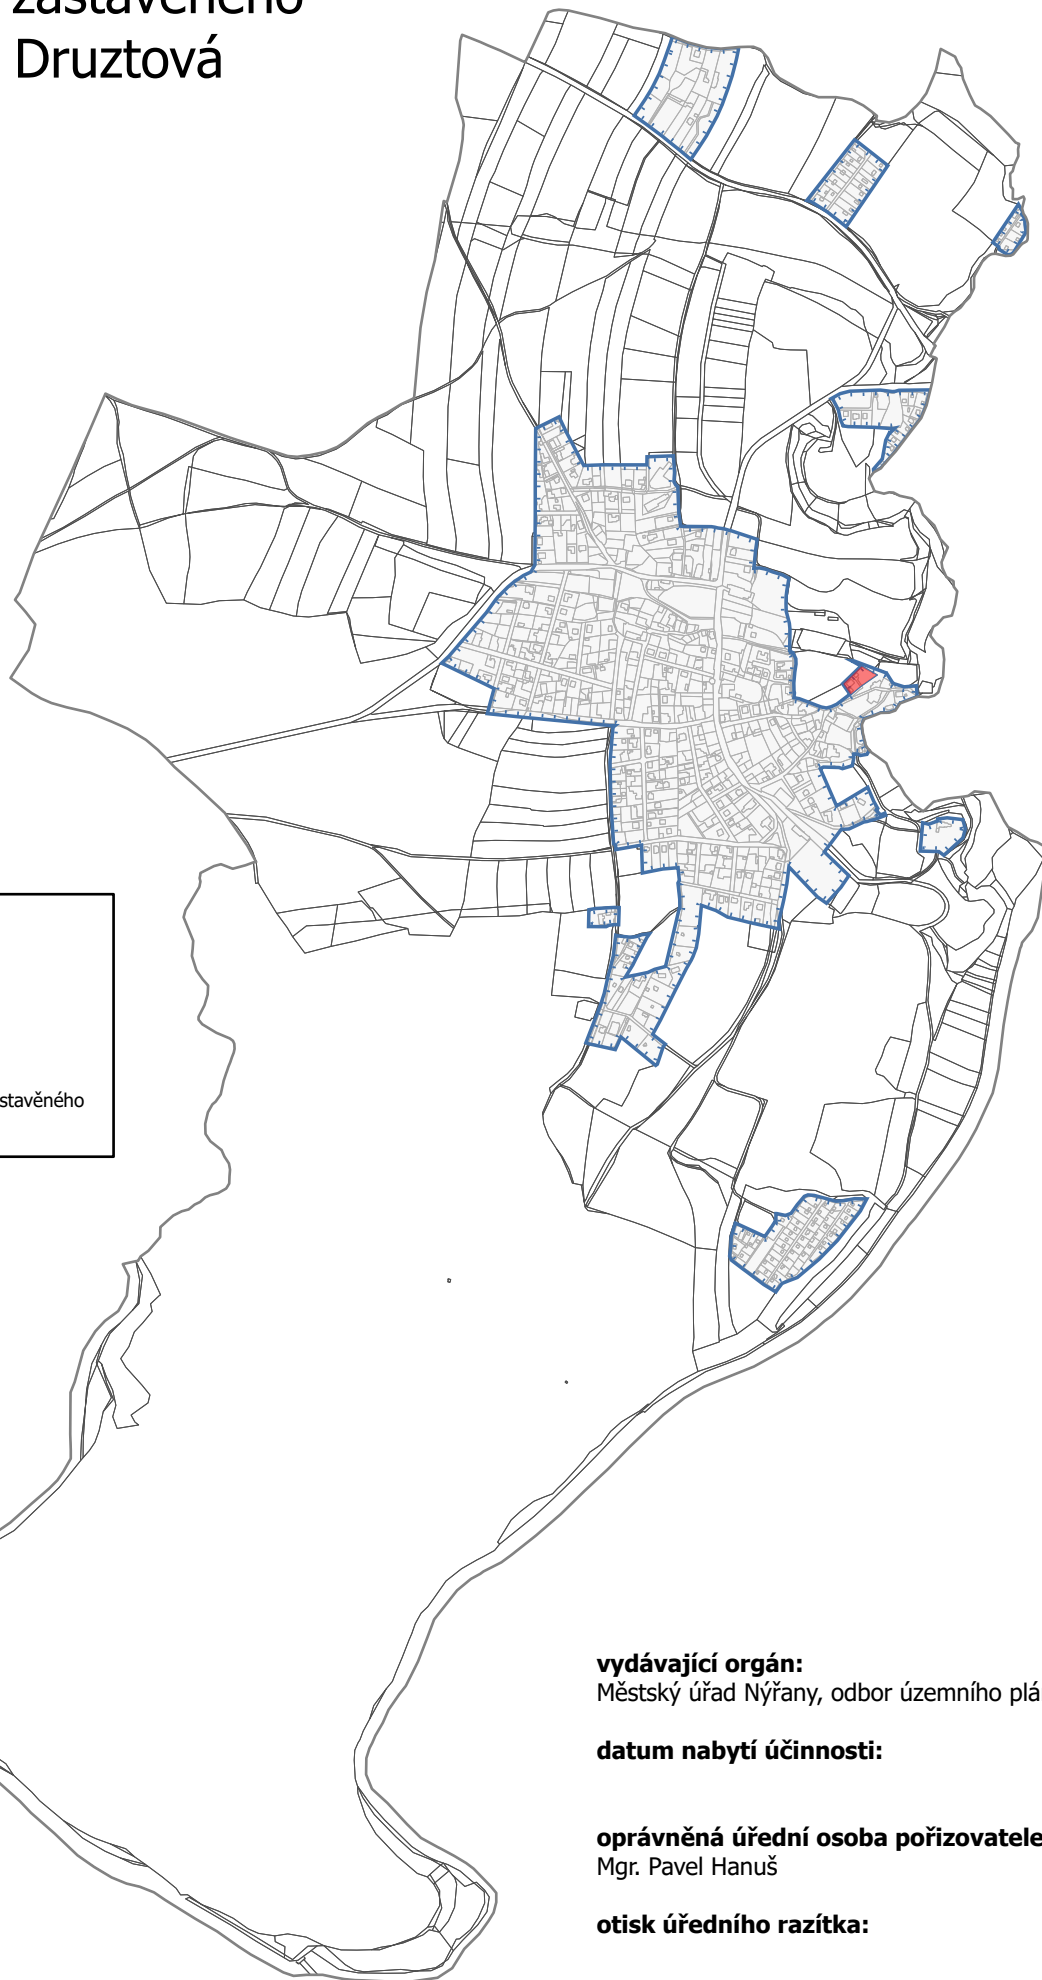 zastavěného
Druztová
stavěného
vydávající orgán:
Městský úřad Nýřany, odbor územního plá
datum nabytí účinnosti:
oprávněná úřední osoba pořizovatele
Mgr. Pavel Hanuš
otisk úředního razítka: